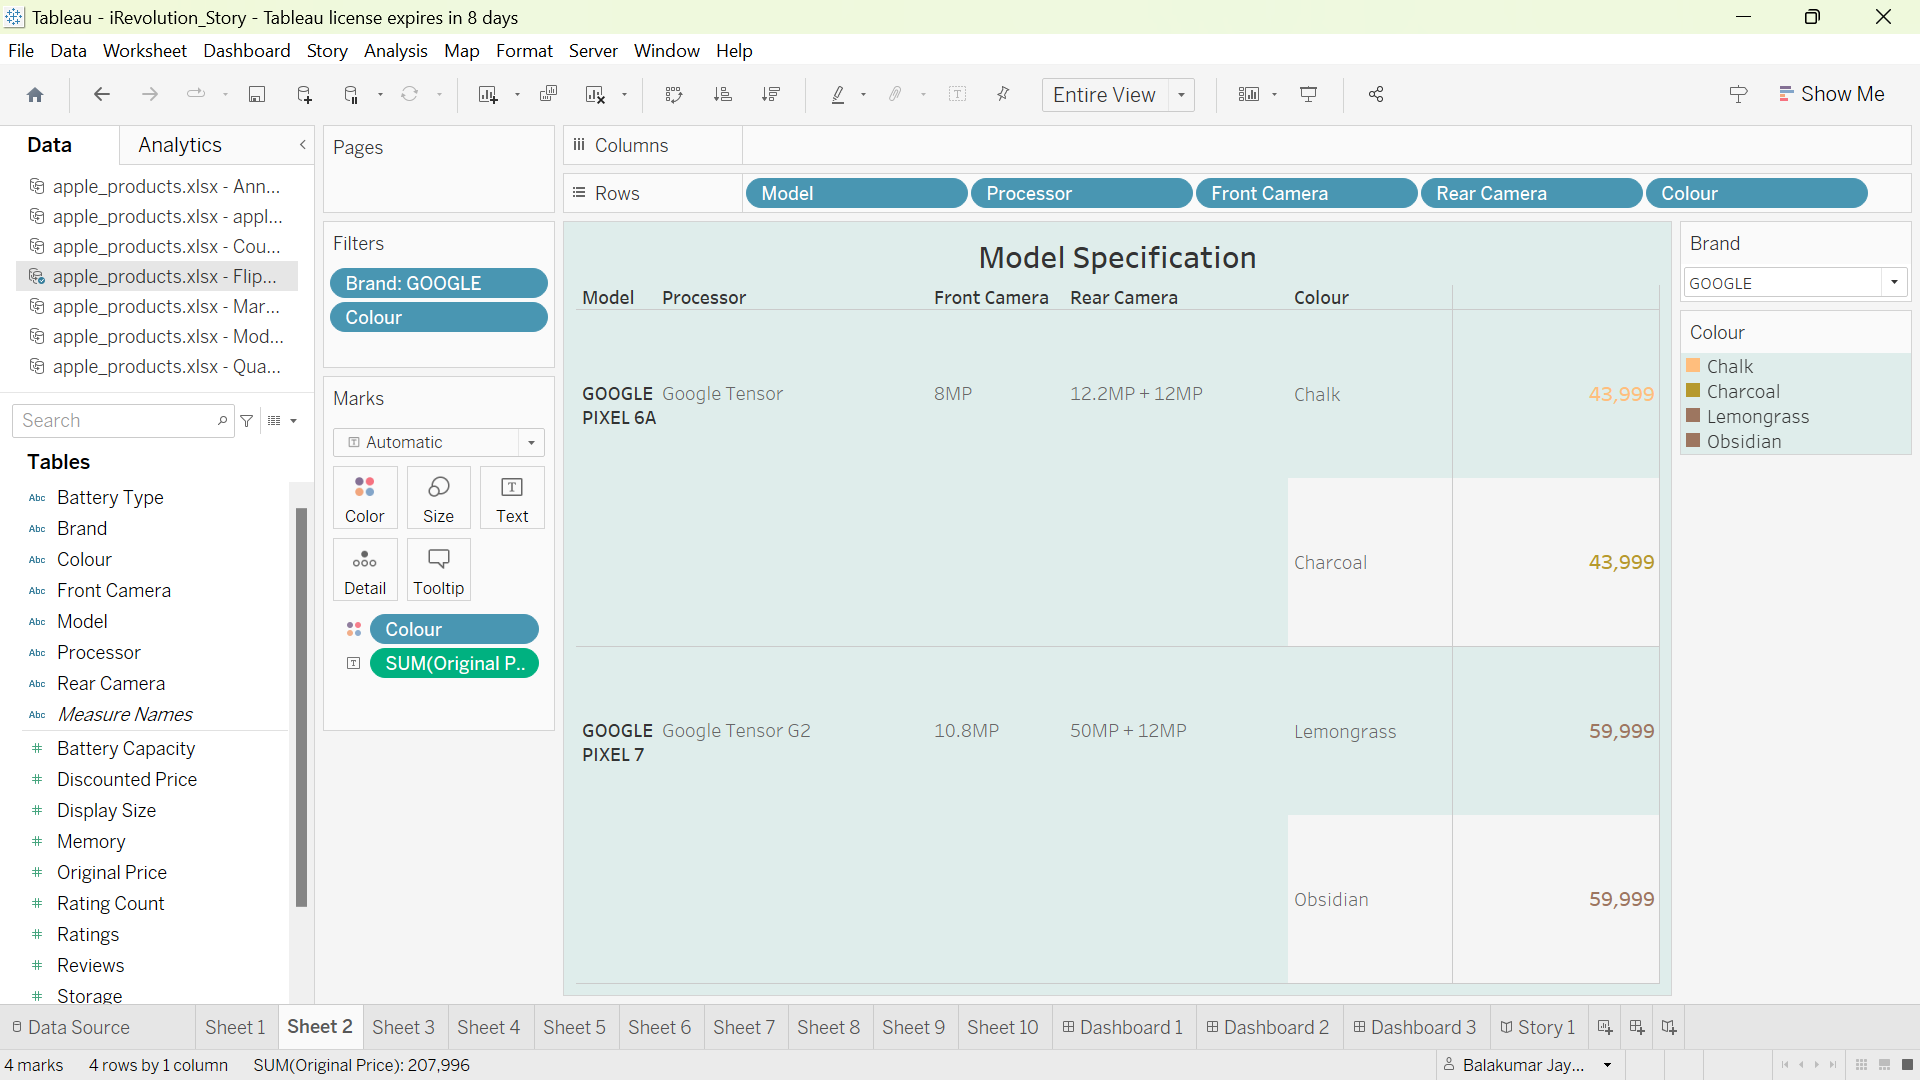 Tableau - iRevolution_Story - Tableau license expires in 8 days
File Data Worksheet Dashboard Story Analysis Map Format Server Window Help
Entire View
Show Me
Data
Analytics
apple_products.xlsx - Ann...
apple_products.xlsx - appl...
apple_products.xlsx - Cou...
apple_products.xlsx - Flip...
apple_products.xlsx - Mar...
apple_products.xlsx - Mod...
apple_products.xlsx - Qua...
Search
Tables
Abc Battery Type
Abc Brand
Abc Colour
Abc Front Camera
Abc Model
Abc Processor
Abc Rear Camera
Abc Measure Names
# Battery Capacity
# Discounted Price
# Display Size
# Memory
# Original Price
# Rating Count
# Ratings
# Reviews
# Storage
Pages
Filters
Brand: GOOGLE
Colour
Marks
Automatic
Color Size Text
Detail Tooltip
Colour
SUM(Original P..
Columns
Rows Model Processor Front Camera Rear Camera Colour
Model Specification
Model Processor Front Camera Rear Camera Colour
GOOGLE Google Tensor 8MP 12.2MP + 12MP Chalk 43,999
PIXEL 6A
Charcoal 43,999
GOOGLE Google Tensor G2 10.8MP 50MP + 12MP Lemongrass 59,999
PIXEL 7
Obsidian 59,999
Brand
GOOGLE
Colour
Chalk
Charcoal
Lemongrass
Obsidian
Data Source Sheet 1 Sheet 2 Sheet 3 Sheet 4 Sheet 5 Sheet 6 Sheet 7 Sheet 8 Sheet 9 Sheet 10 Dashboard 1 Dashboard 2 Dashboard 3 Story 1
4 marks 4 rows by 1 column SUM(Original Price): 207,996 Balakumar Jay...